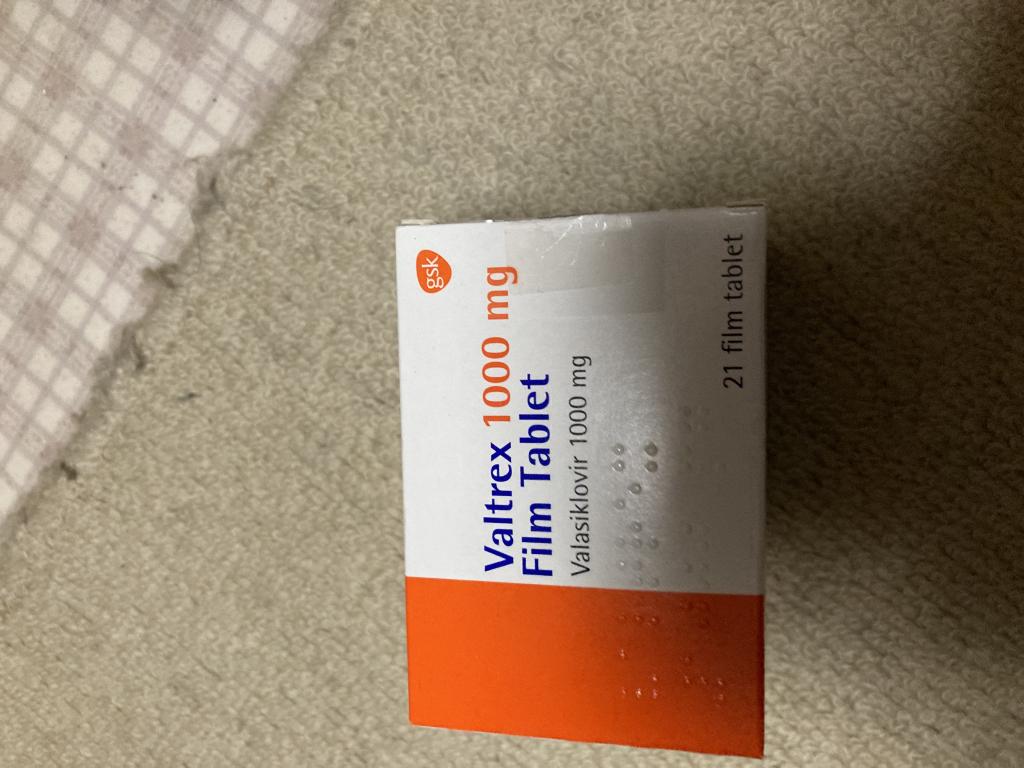 gsk
Valtrex 1000 mg
Film Tablet
Valasiklovir 1000 mg
21 film tablet